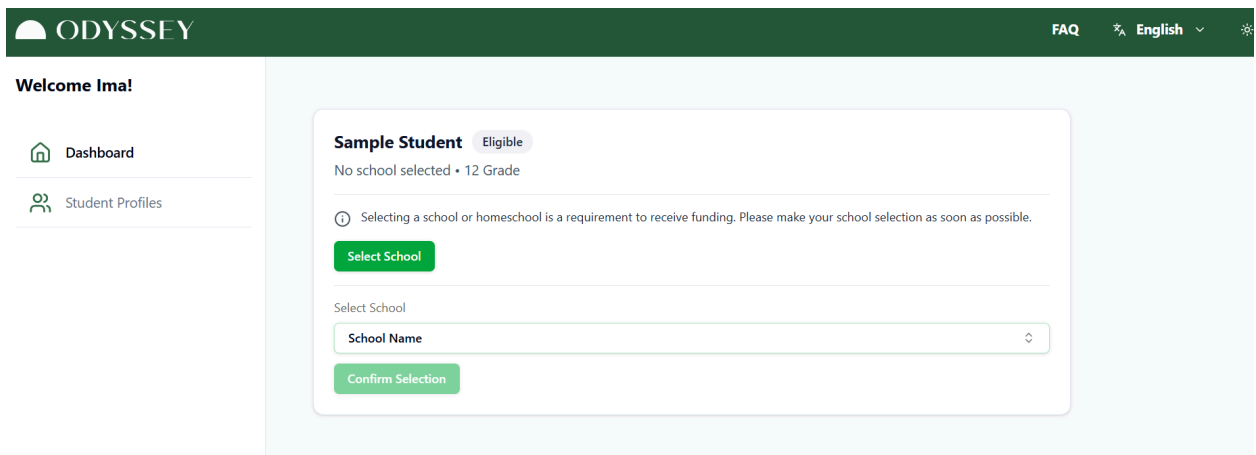 ODYSSEY
FAQ
English
Welcome Ima!
Dashboard
Student Profiles
Sample Student Eligible
No school selected • 12 Grade
Selecting a school or homeschool is a requirement to receive funding. Please make your school selection as soon as possible.
Select School
Select School
School Name
Confirm Selection